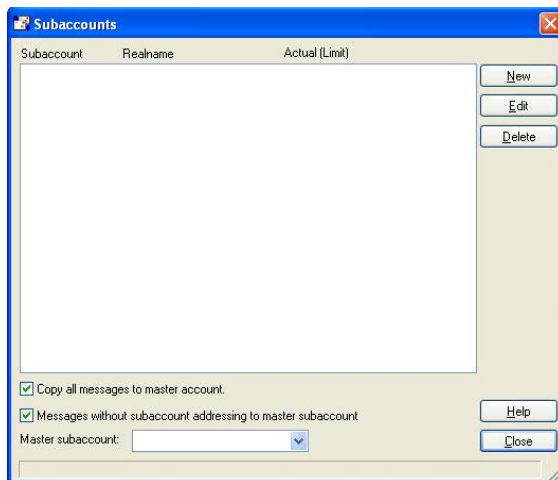 Subaccounts
Subaccount Realname Actual (Limit)
New
Edit
Delete
Copy all messages to master account.
Messages without subaccount addressing to master subaccount
Help
Master subaccount:
Close